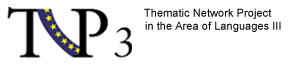 TNP3
Thematic Network Project
in the Area of Languages III